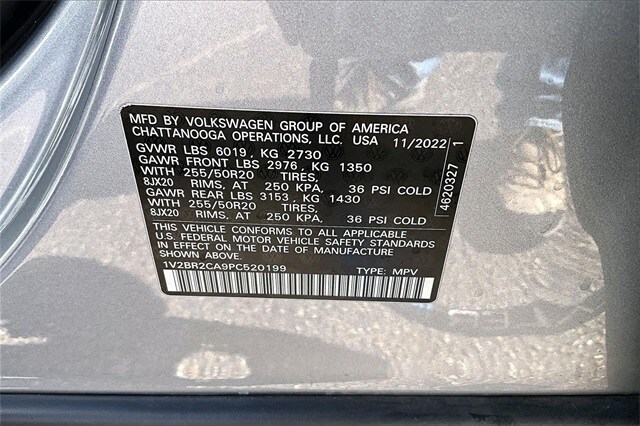 MFD BY VOLKSWAGEN GROUP OF AMERICA
CHATTANOOGA OPERATIONS, LLC. USA 11/2022
GVWR LBS 6019, KG 2730
GAWR FRONT LBS 2976, KG 1350
WITH 255/50R20 TIRES,
8JX20 RIMS, AT 250 KPA, 36 PSI COLD
GAWR REAR LBS 3153, KG 1430
WITH 255/50R20 TIRES,
8JX20 RIMS, AT 250 KPA, 36 PSI COLD
THIS VEHICLE CONFORMS TO ALL APPLICABLE
U.S. FEDERAL MOTOR VEHICLE SAFETY STANDARDS
IN EFFECT ON THE DATE OF MANUFACTURE
SHOWN ABOVE.
1V2BR2CA9PC520199 TYPE: MPV
4620327 1